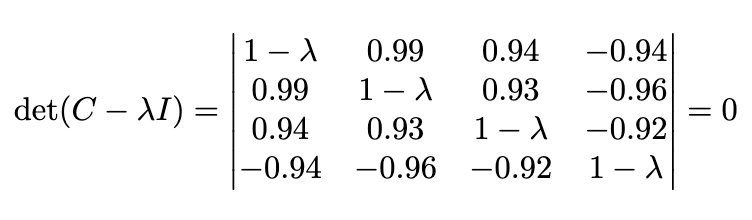 det(C − λI) = | 1 − λ 0.99 0.94 −0.94 |
| 0.99 1 − λ 0.93 −0.96 |
| 0.94 0.93 1 − λ −0.92 |
| −0.94 −0.96 −0.92 1 − λ | = 0